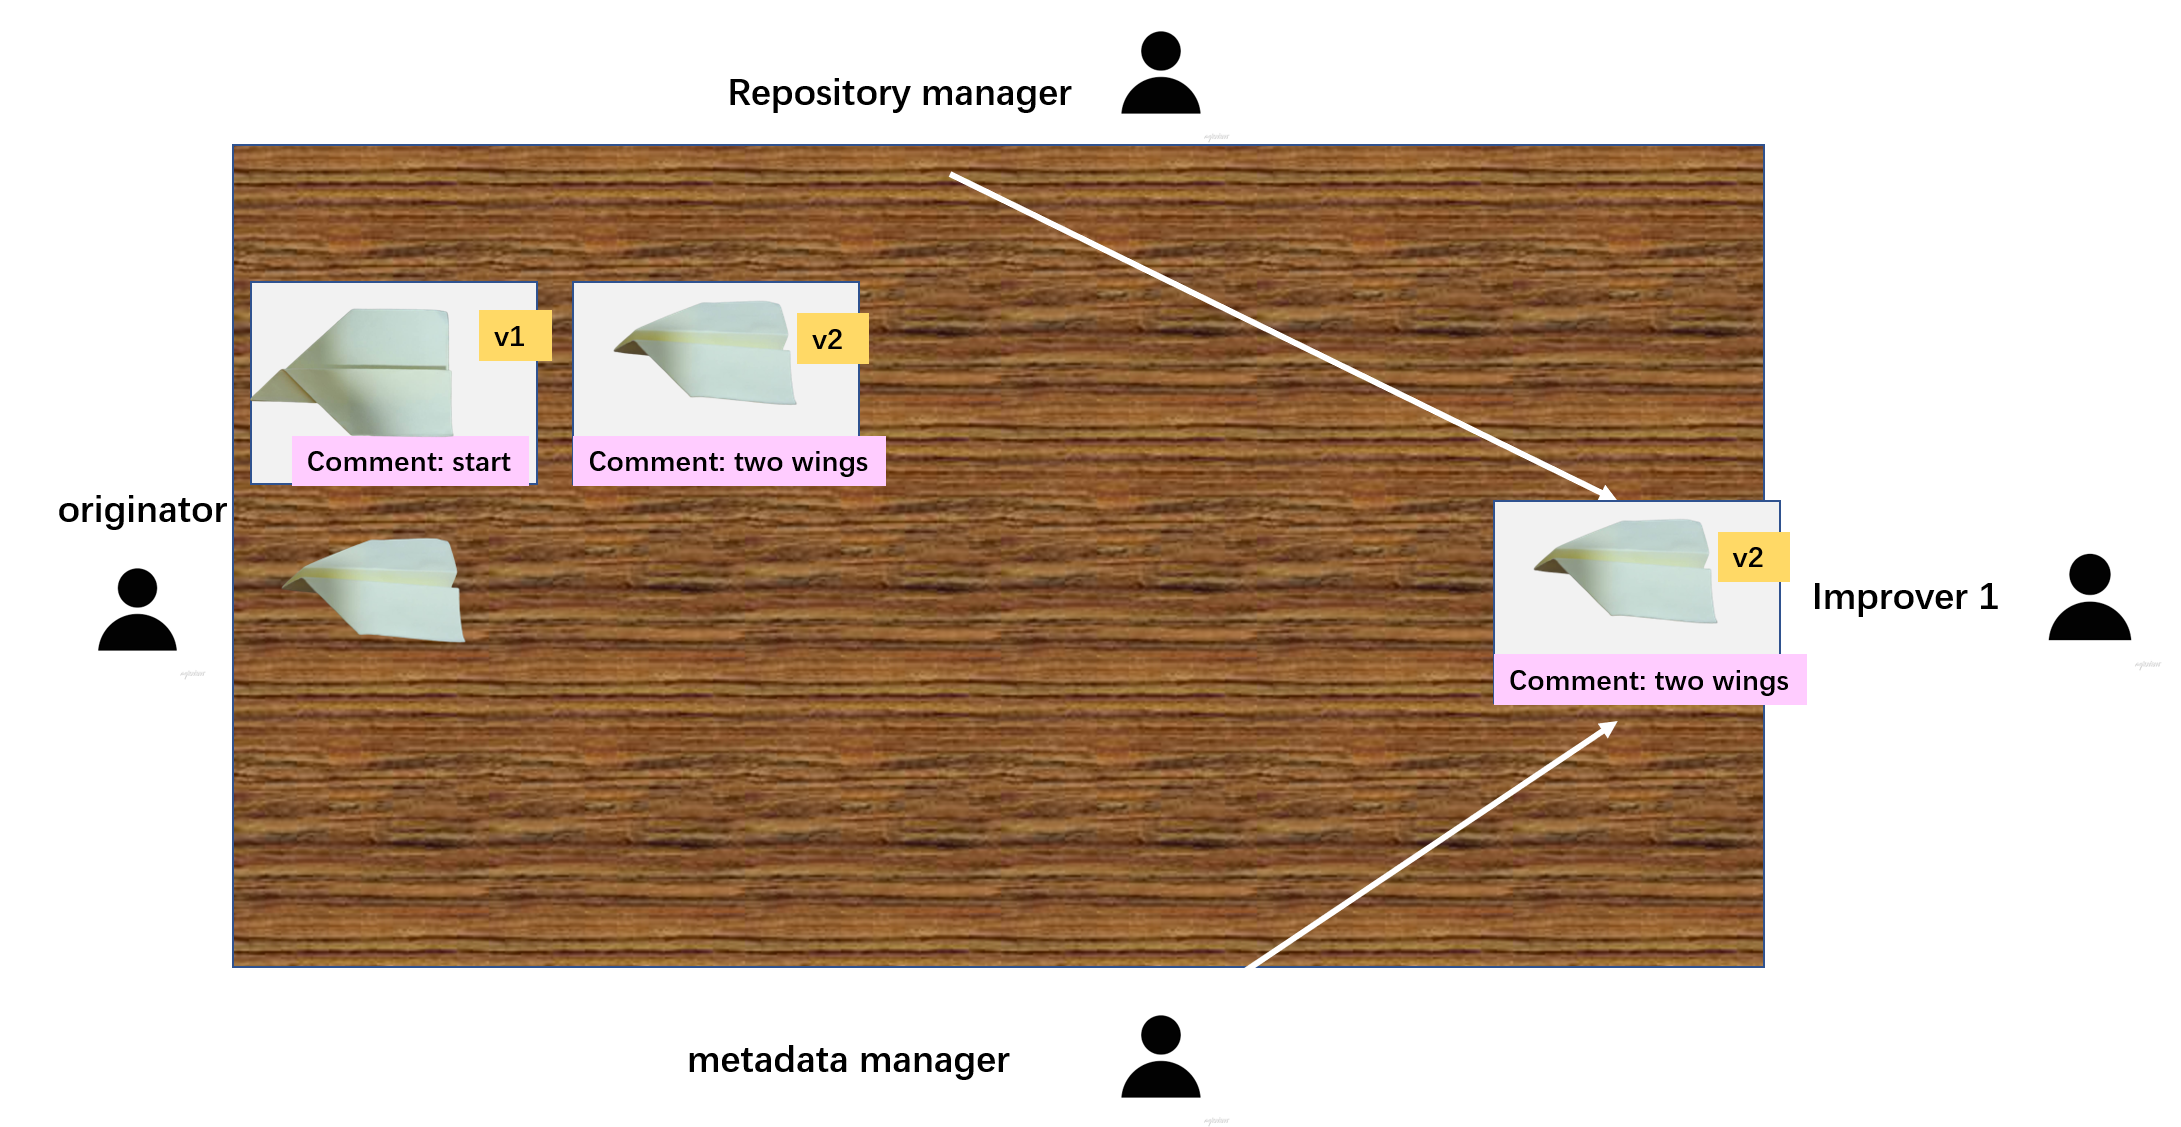 Repository manager
v1
v2
Comment: start
Comment: two wings
originator
v2
Improver 1
Comment: two wings
metadata manager